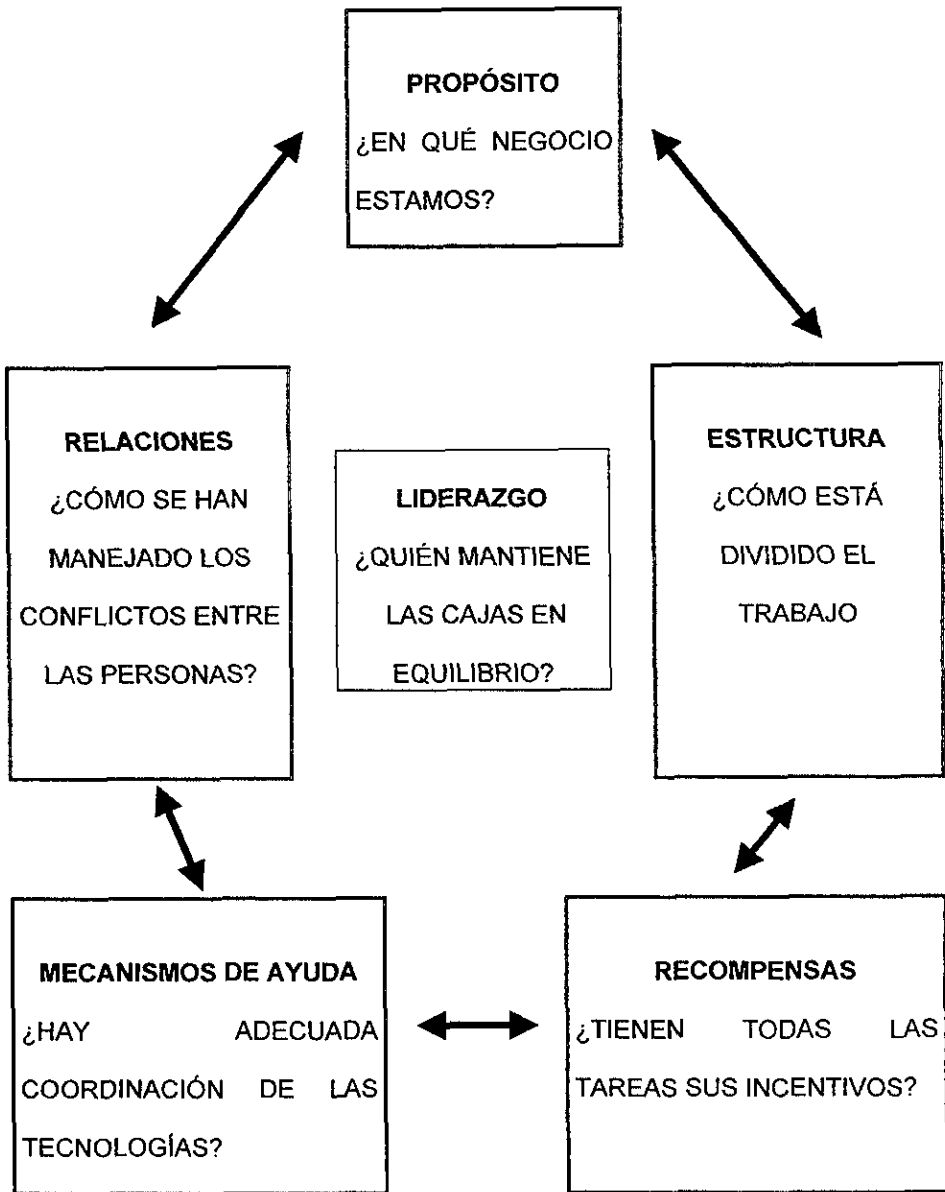 PROPÓSITO
¿EN QUÉ NEGOCIO
ESTAMOS?
RELACIONES
¿CÓMO SE HAN
MANEJADO LOS
CONFLICTOS ENTRE
LAS PERSONAS?
LIDERAZGO
¿QUIÉN MANTIENE
LAS CAJAS EN
EQUILIBRIO?
ESTRUCTURA
¿CÓMO ESTÁ
DIVIDIDO EL
TRABAJO
MECANISMOS DE AYUDA
¿HAY ADECUADA
COORDINACIÓN DE LAS
TECNOLOGÍAS?
RECOMPENSAS
¿TIENEN TODAS LAS
TAREAS SUS INCENTIVOS?